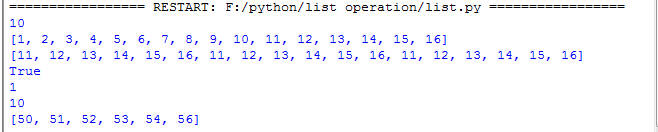 ================= RESTART: F:/python/list operation/list.py =================
10
[1, 2, 3, 4, 5, 6, 7, 8, 9, 10, 11, 12, 13, 14, 15, 16]
[11, 12, 13, 14, 15, 16, 11, 12, 13, 14, 15, 16, 11, 12, 13, 14, 15, 16]
True
1
10
[50, 51, 52, 53, 54, 56]